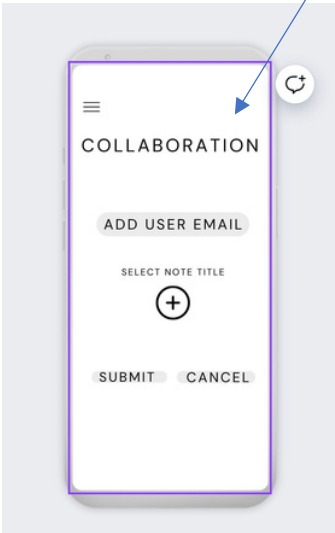 COLLABORATION
ADD USER EMAIL
SELECT NOTE TITLE
SUBMIT CANCEL